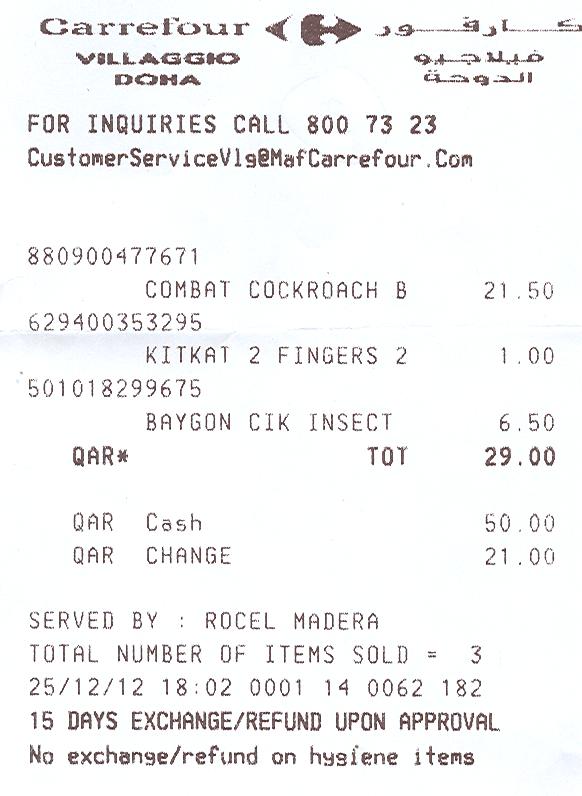 Carrefour كـارفـور
VILLAGGIO فيلاجيو
DOHA الدوحة
FOR INQUIRIES CALL 800 73 23
CustomerServiceVlg@MafCarrefour.Com
880900477671
COMBAT COCKROACH B 21.50
629400353295
KITKAT 2 FINGERS 2 1.00
501018299675
BAYGON CIK INSECT 6.50
QAR* TOT 29.00
QAR Cash 50.00
QAR CHANGE 21.00
SERVED BY : ROCEL MADERA
TOTAL NUMBER OF ITEMS SOLD = 3
25/12/12 18:02 0001 14 0062 182
15 DAYS EXCHANGE/REFUND UPON APPROVAL
No exchange/refund on hygiene items